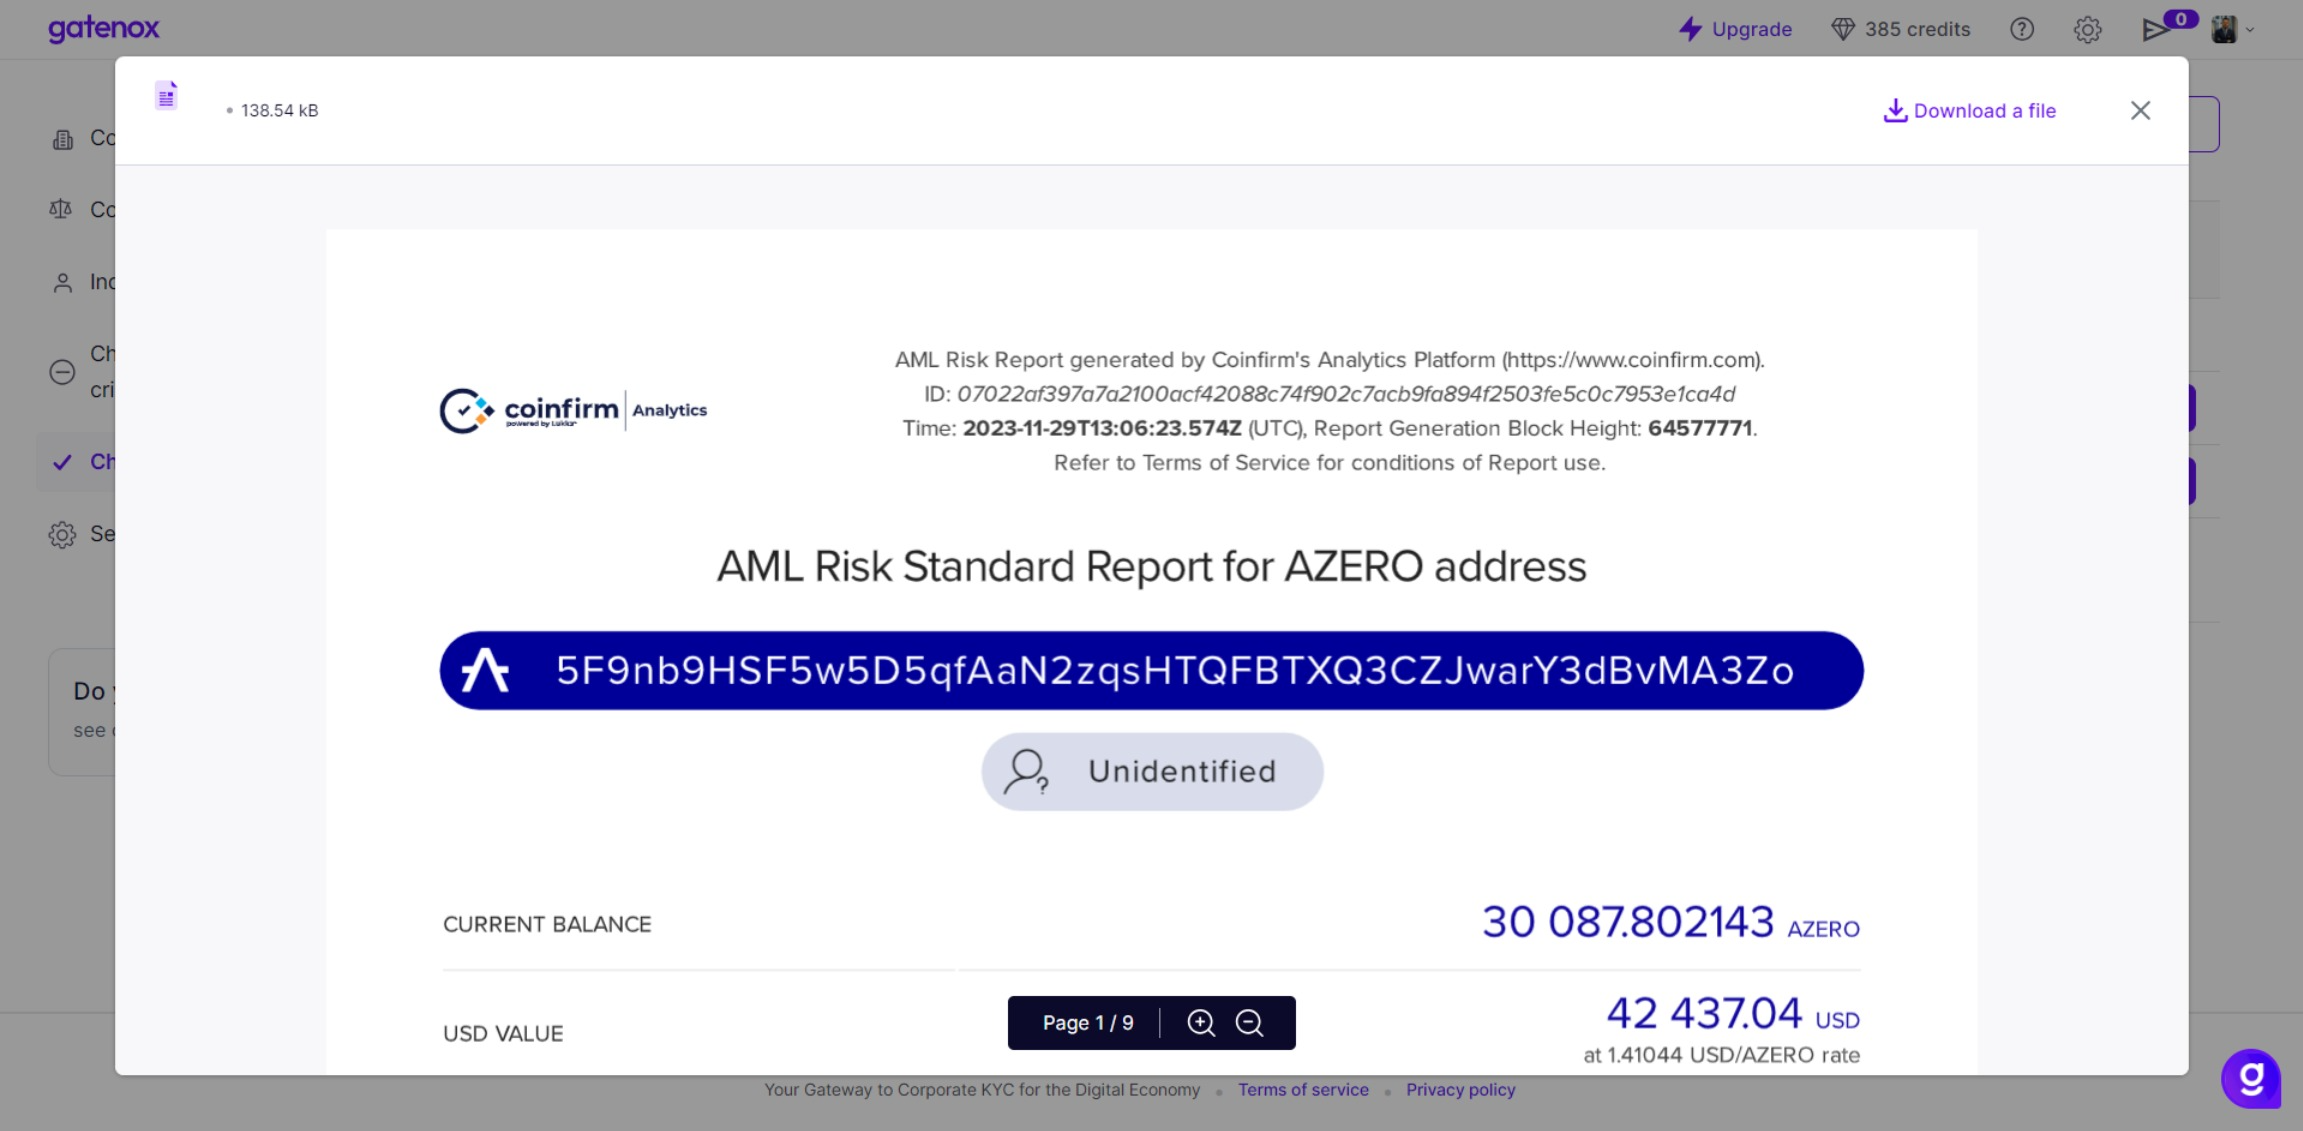 gatenox
Upgrade
385 credits
0
• 138.54 kB
Download a file
Co
Co
Inc
Ch
cri
Ch
Se
Do
see
coinfirm Analytics
powered by Lukka
AML Risk Report generated by Coinfirm's Analytics Platform (https://www.coinfirm.com).
ID: 07022af397a7a2100acf42088c74f902c7acb9fa894f2503fe5c0c7953e1ca4d
Time: 2023-11-29T13:06:23.574Z (UTC), Report Generation Block Height: 64577771.
Refer to Terms of Service for conditions of Report use.
AML Risk Standard Report for AZERO address
5F9nb9HSF5w5D5qfAaN2zqsHTQFBTXQ3CZJwarY3dBvMA3Zo
Unidentified
CURRENT BALANCE
30 087.802143 AZERO
USD VALUE
42 437.04 USD
at 1.41044 USD/AZERO rate
Page 1 / 9
Your Gateway to Corporate KYC for the Digital Economy • Terms of service • Privacy policy
g